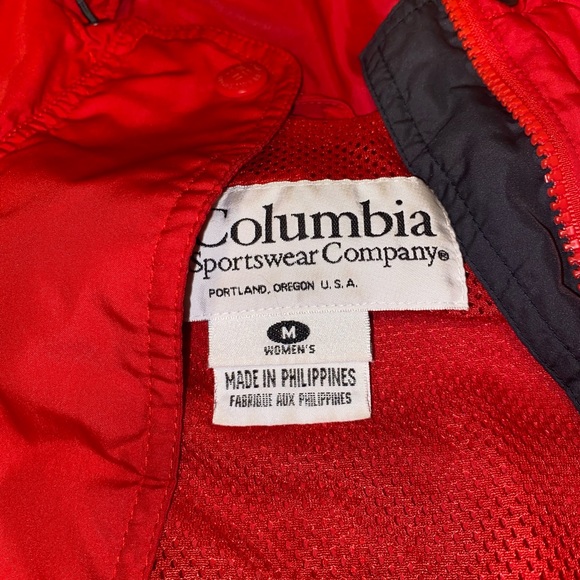 Columbia
Sportswear Company®
PORTLAND, OREGON U.S.A.
M
WOMEN'S
MADE IN PHILIPPINES
FABRIQUE AUX PHILIPPINES